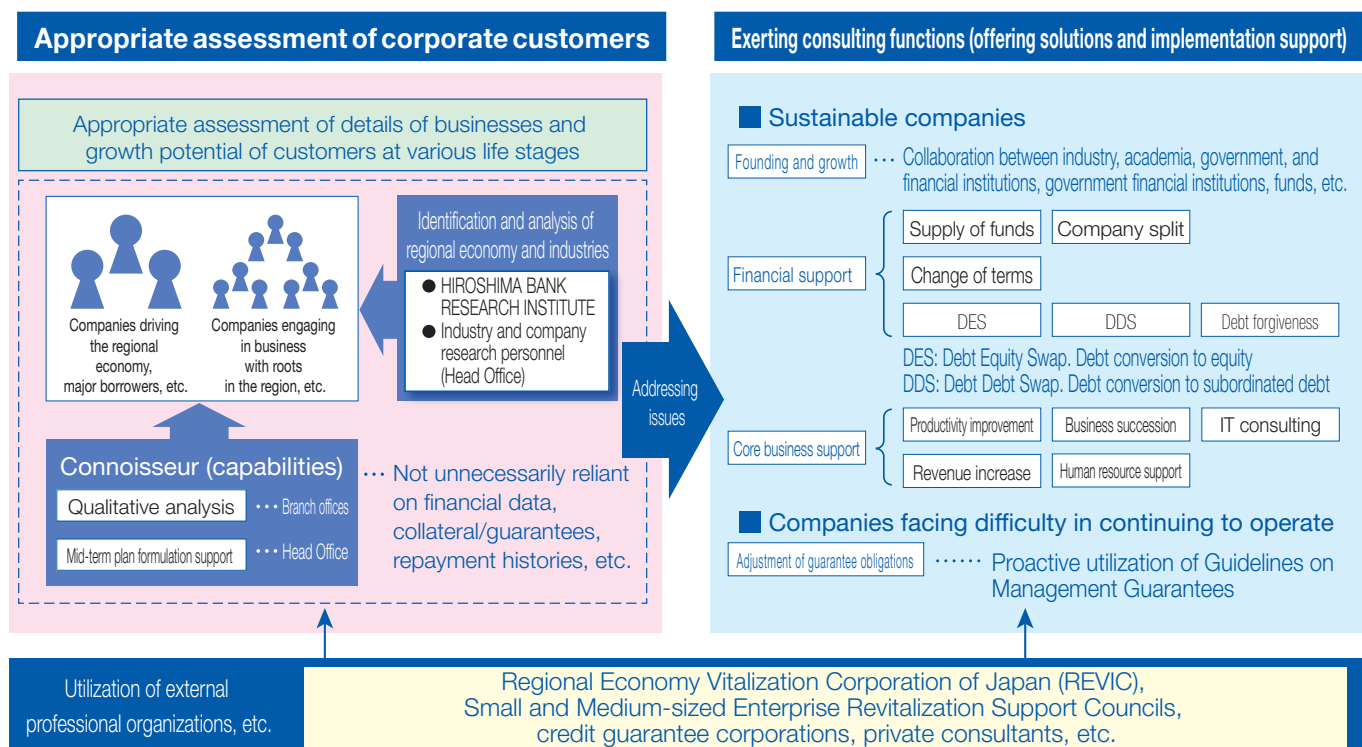 Appropriate assessment of corporate customers
Appropriate assessment of details of businesses and
growth potential of customers at various life stages
Companies driving
the regional
economy,
major borrowers, etc.
Companies engaging
in business
with roots
in the region, etc.
Identification and analysis of
regional economy and industries
● HIROSHIMA BANK
RESEARCH INSTITUTE
● Industry and company
research personnel
(Head Office)
Connoisseur (capabilities)
Qualitative analysis ··· Branch offices
Mid-term plan formulation support ··· Head Office
··· Not unnecessarily reliant
on financial data,
collateral/guarantees,
repayment histories, etc.
Addressing
issues
Exerting consulting functions (offering solutions and implementation support)
■ Sustainable companies
Founding and growth ··· Collaboration between industry, academia, government, and
financial institutions, government financial institutions, funds, etc.
Financial support
Supply of funds Company split
Change of terms
DES DDS Debt forgiveness
DES: Debt Equity Swap. Debt conversion to equity
DDS: Debt Debt Swap. Debt conversion to subordinated debt
Core business support
Productivity improvement Business succession IT consulting
Revenue increase Human resource support
■ Companies facing difficulty in continuing to operate
Adjustment of guarantee obligations ······ Proactive utilization of Guidelines on
Management Guarantees
Utilization of external
professional organizations, etc.
Regional Economy Vitalization Corporation of Japan (REVIC),
Small and Medium-sized Enterprise Revitalization Support Councils,
credit guarantee corporations, private consultants, etc.